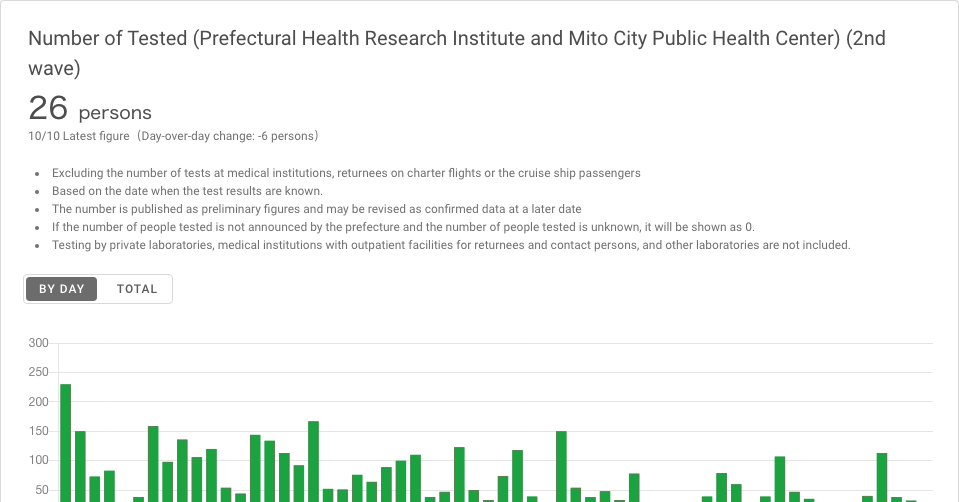 Number of Tested (Prefectural Health Research Institute and Mito City Public Health Center) (2nd
wave)
26 persons
10/10 Latest figure（Day-over-day change: -6 persons）
• Excluding the number of tests at medical institutions, returnees on charter flights or the cruise ship passengers
• Based on the date when the test results are known.
• The number is published as preliminary figures and may be revised as confirmed data at a later date
• If the number of people tested is not announced by the prefecture and the number of people tested is unknown, it will be shown as 0.
• Testing by private laboratories, medical institutions with outpatient facilities for returnees and contact persons, and other laboratories are not included.
BY DAY TOTAL
300
250
200
150
100
50